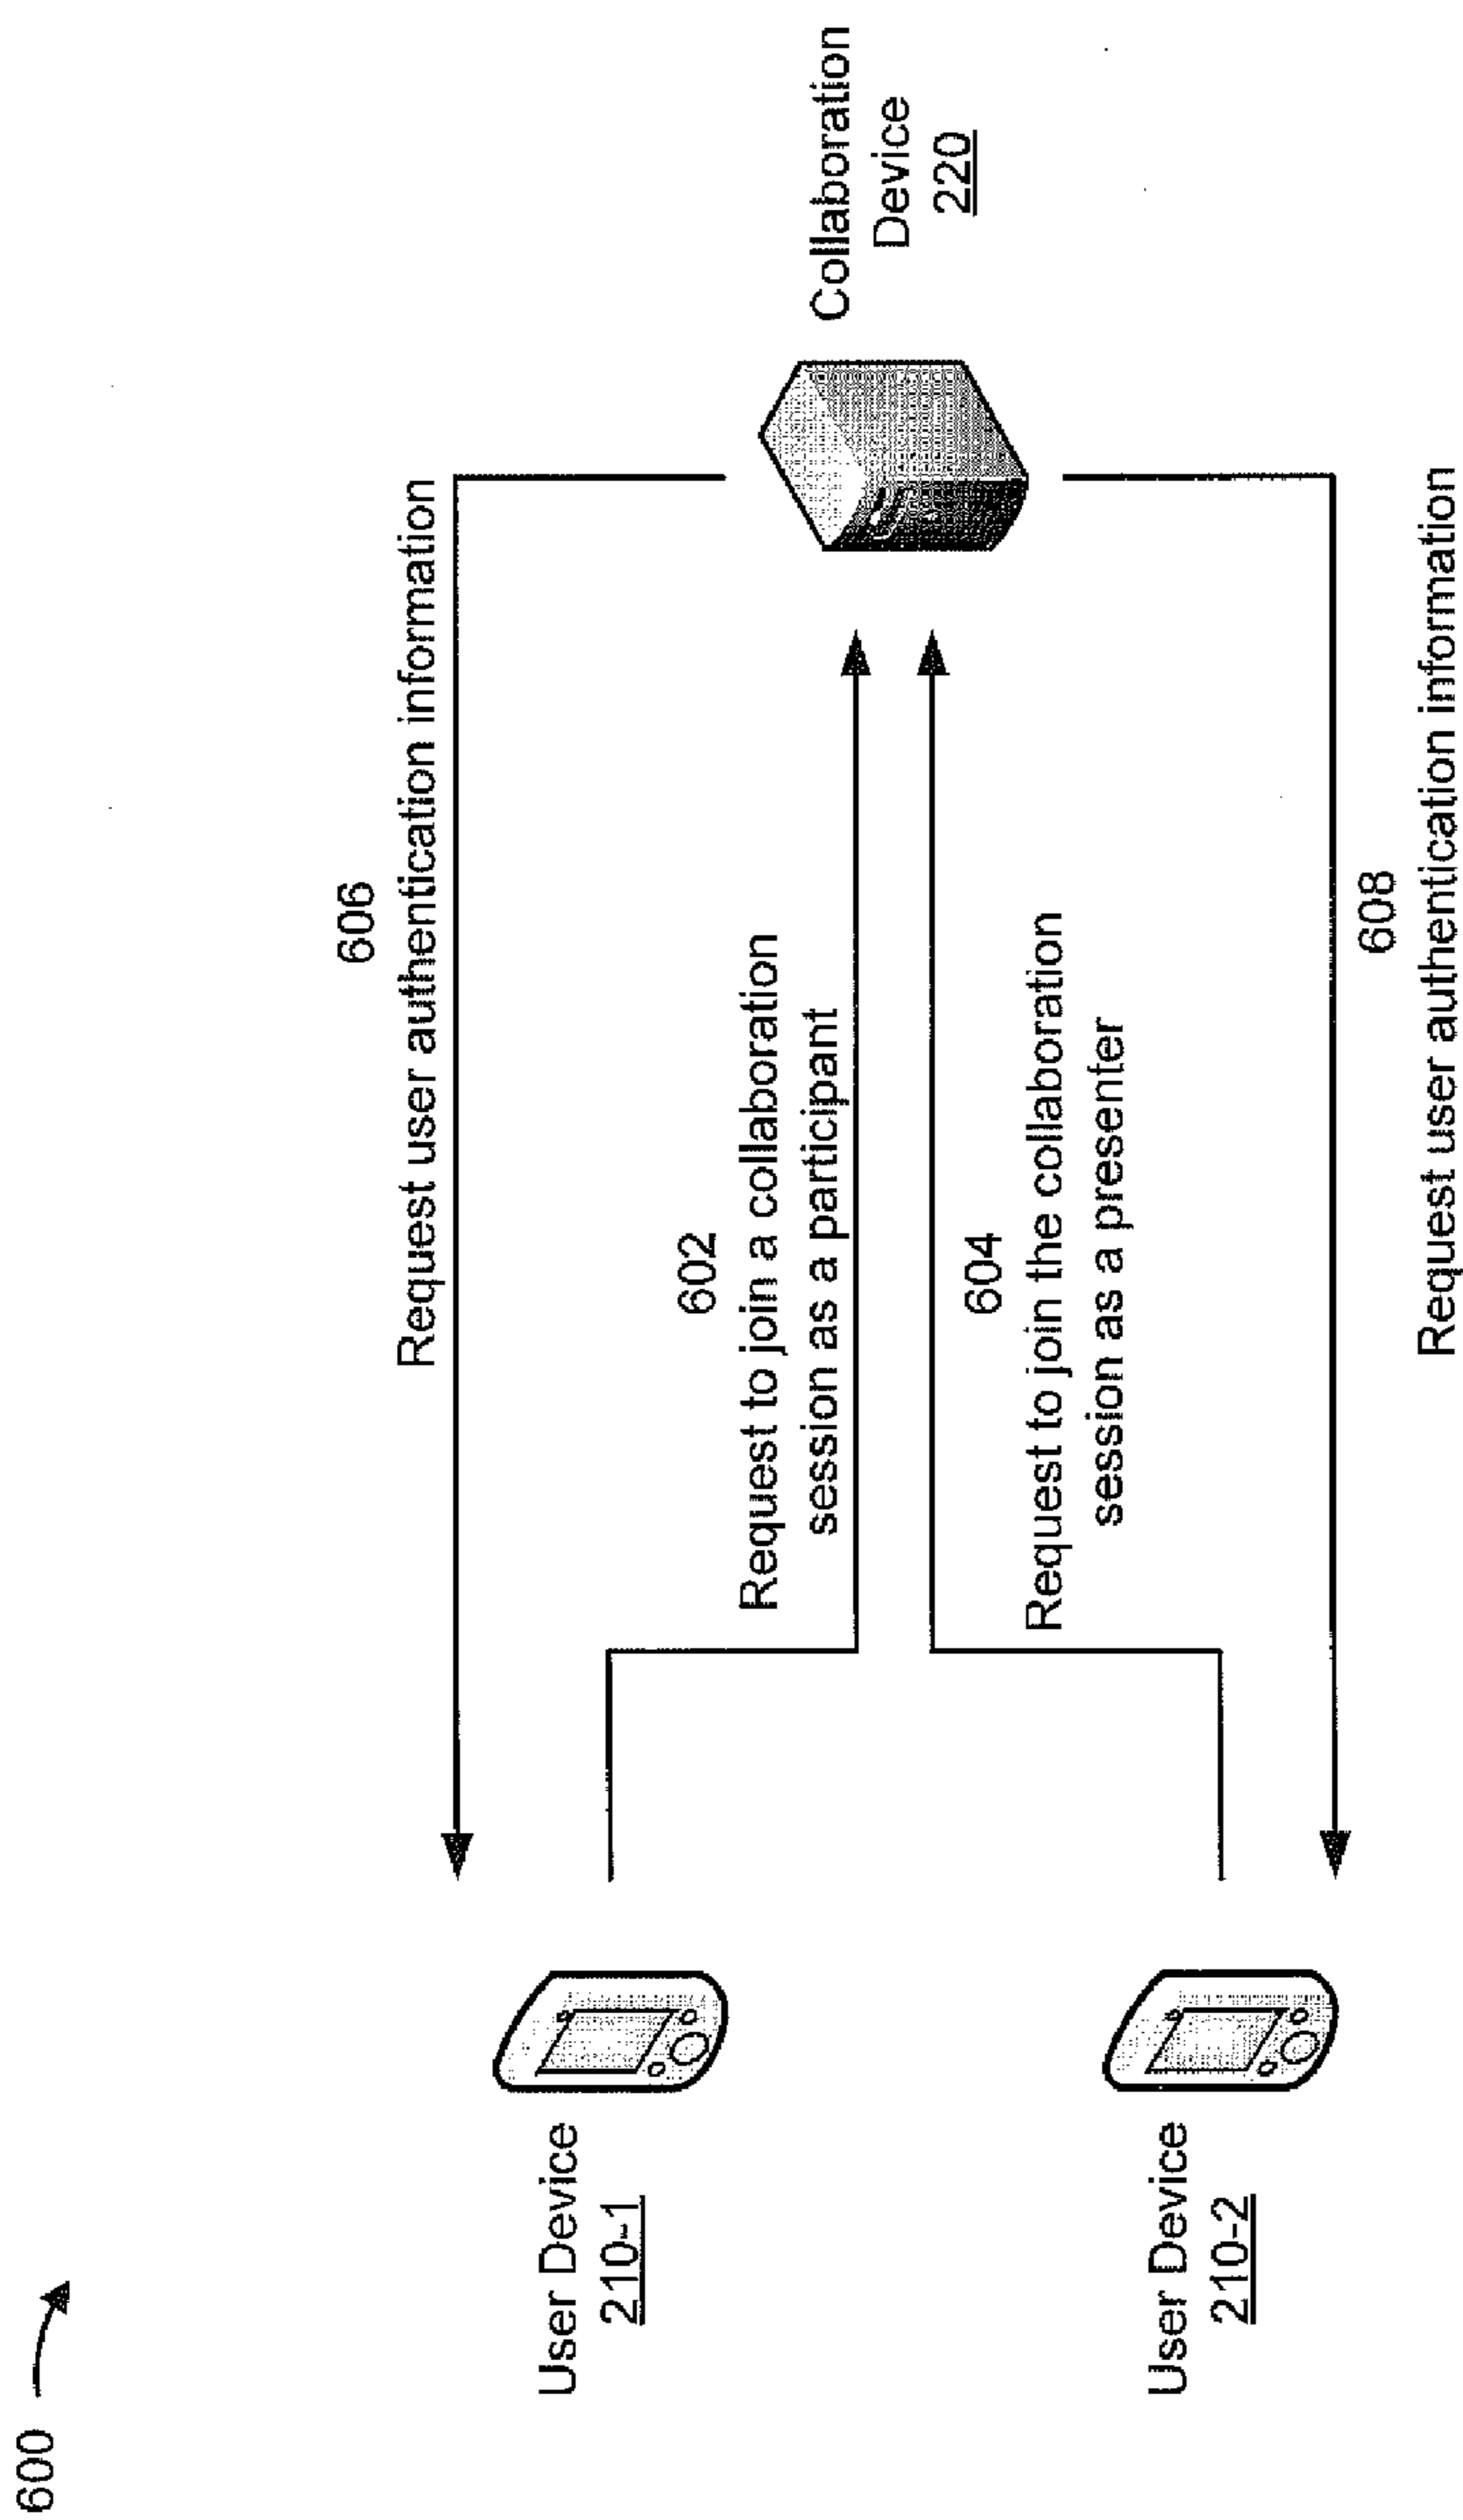 600
606
Request user authentication information
User Device
210-1
602
Request to join a collaboration
session as a participant
Collaboration
Device
220
604
Request to join the collaboration
session as a presenter
User Device
210-2
608
Request user authentication information